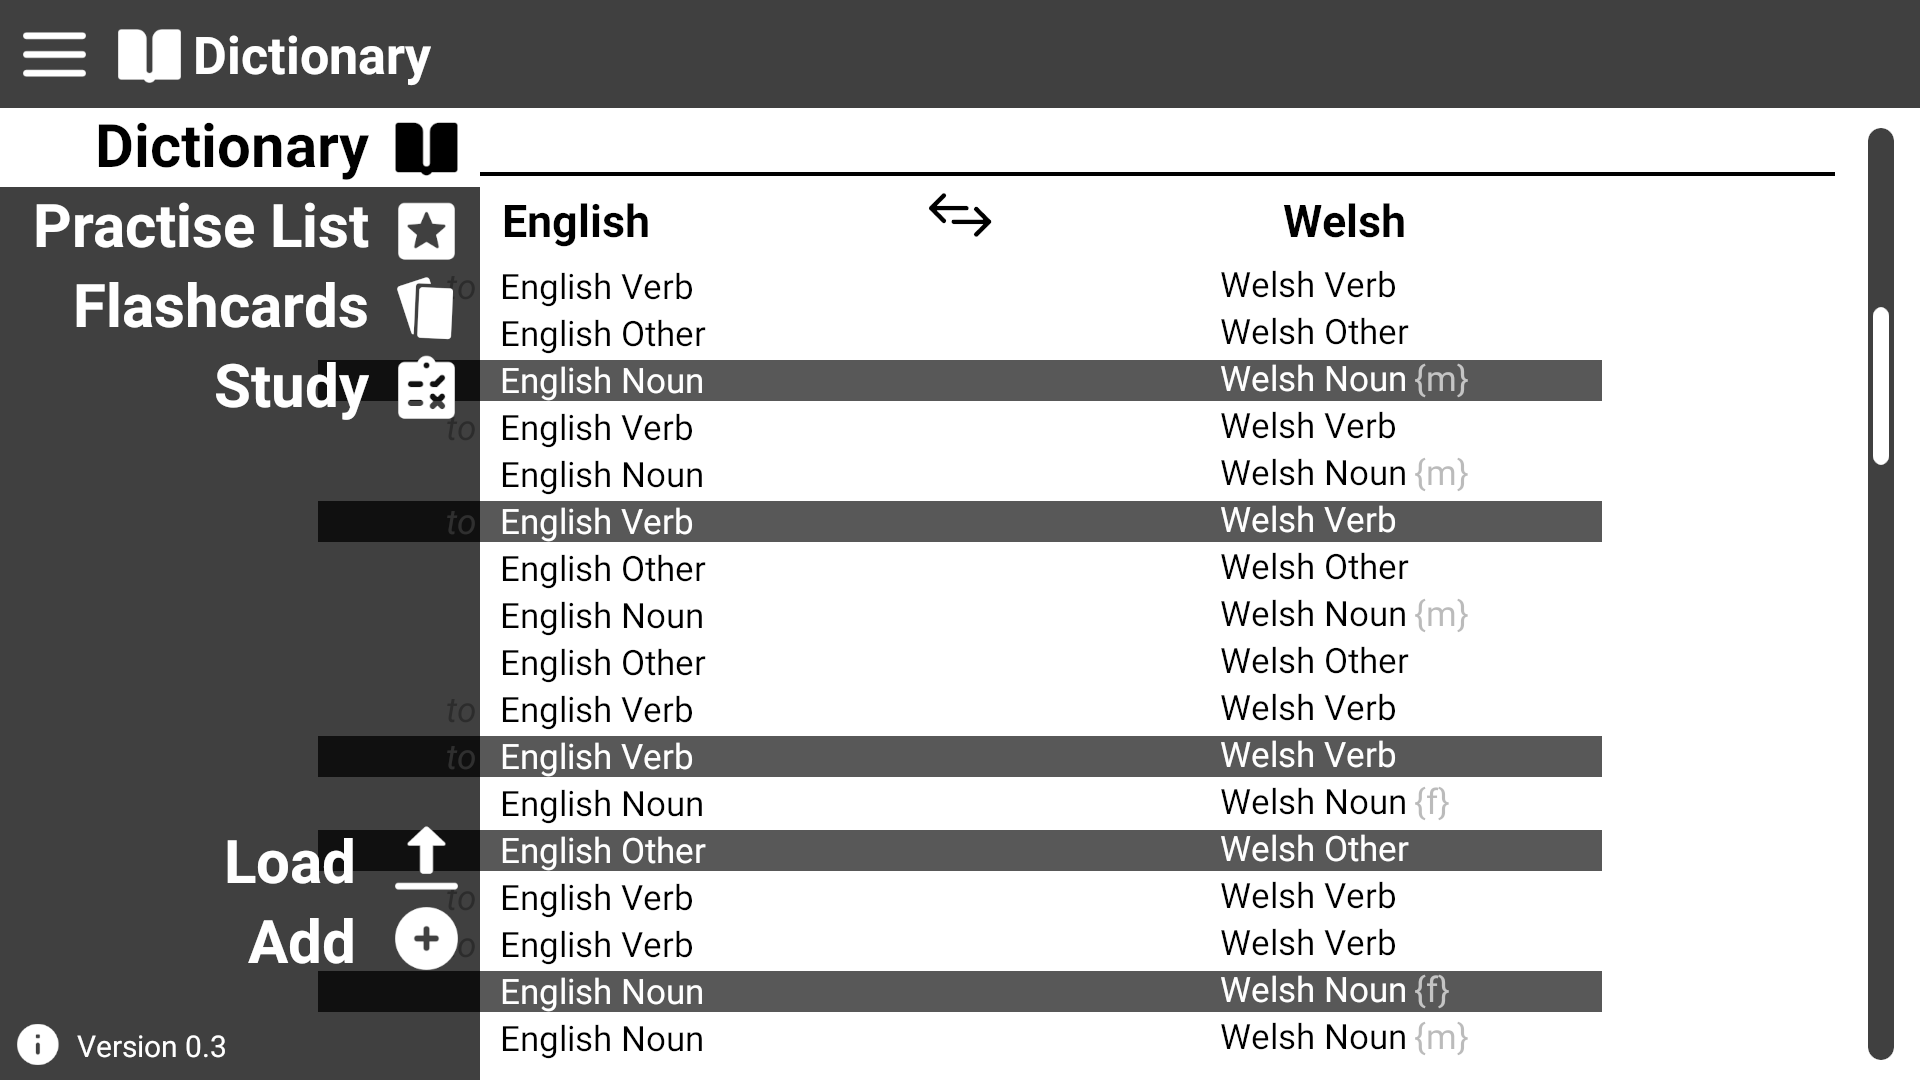 Dictionary
Dictionary
Practise List
Flashcards
Study
Load
Add
Version 0.3
English Welsh
to English Verb Welsh Verb
English Other Welsh Other
English Noun Welsh Noun {m}
to English Verb Welsh Verb
English Noun Welsh Noun {m}
to English Verb Welsh Verb
English Other Welsh Other
English Noun Welsh Noun {m}
English Other Welsh Other
to English Verb Welsh Verb
to English Verb Welsh Verb
English Noun Welsh Noun {f}
English Other Welsh Other
to English Verb Welsh Verb
to English Verb Welsh Verb
English Noun Welsh Noun {f}
English Noun Welsh Noun {m}